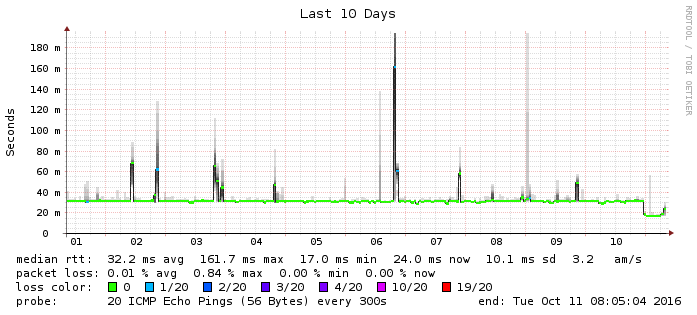 Last 10 Days
RRDTOOL / TOBI OETIKER
Seconds
180 m
160 m
140 m
120 m
100 m
80 m
60 m
40 m
20 m
0
01 02 03 04 05 06 07 08 09 10
median rtt: 32.2 ms avg 161.7 ms max 17.0 ms min 24.0 ms now 10.1 ms sd 3.2 am/s
packet loss: 0.01 % avg 0.84 % max 0.00 % min 0.00 % now
loss color: 0 1/20 2/20 3/20 4/20 10/20 19/20
probe: 20 ICMP Echo Pings (56 Bytes) every 300s end: Tue Oct 11 08:05:04 2016